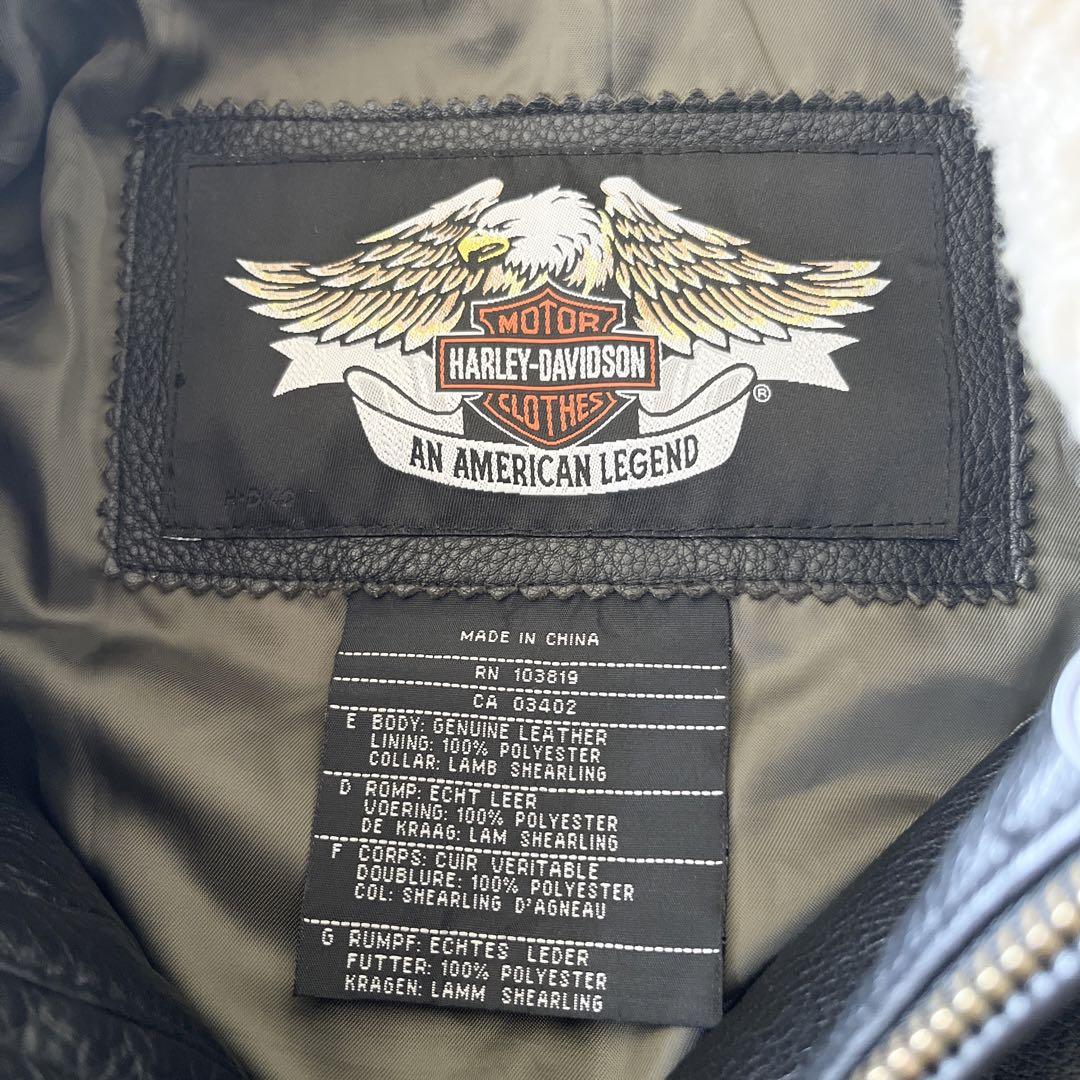 MOTOR
HARLEY-DAVIDSON
CLOTHES
®
AN AMERICAN LEGEND
MADE IN CHINA
RN 103819
CA 03402
E BODY: GENUINE LEATHER
LINING: 100% POLYESTER
COLLAR: LAMB SHEARLING
D ROMP: ECHT LEER
VOERING: 100% POLYESTER
DE KRAAG: LAM SHEARLING
F CORPS: CUIR VERITABLE
DOUBLURE: 100% POLYESTER
COL: SHEARLING D'AGNEAU
G RUMPF: ECHTES LEDER
FUTTER: 100% POLYESTER
KRAGEN: LAMM SHEARLING